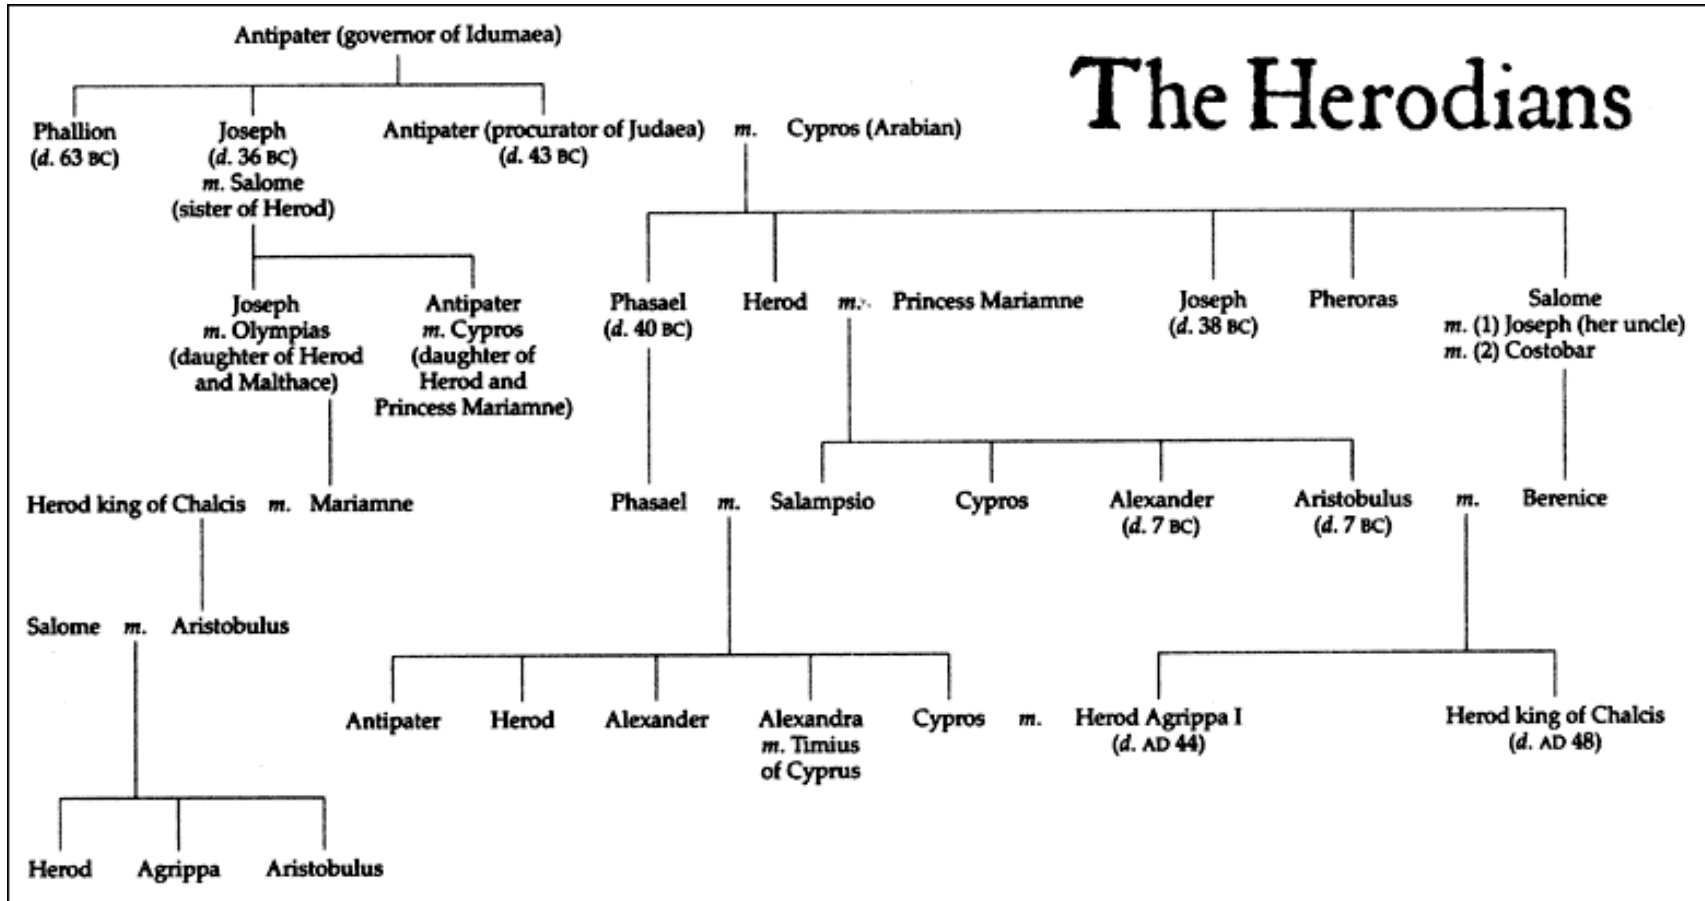 Antipater (governor of Idumaea)
The Herodians
Phallion
(d. 63 BC)
Joseph
(d. 36 BC)
m. Salome
(sister of Herod)
Antipater (procurator of Judaea) m. Cypros (Arabian)
(d. 43 BC)
Joseph
m. Olympias
(daughter of Herod
and Malthace)
Antipater
m. Cypros
(daughter of
Herod and
Princess Mariamne)
Phasael
(d. 40 BC)
Herod m. Princess Mariamne
Joseph
(d. 38 BC)
Pheroras
Salome
m. (1) Joseph (her uncle)
m. (2) Costobar
Herod king of Chalcis m. Mariamne
Phasael m. Salampsio
Cypros
Alexander
(d. 7 BC)
Aristobulus m. Berenice
(d. 7 BC)
Salome m. Aristobulus
Antipater
Herod
Alexander
Alexandra
m. Timius
of Cyprus
Cypros m. Herod Agrippa I
(d. AD 44)
Herod king of Chalcis
(d. AD 48)
Herod
Agrippa
Aristobulus